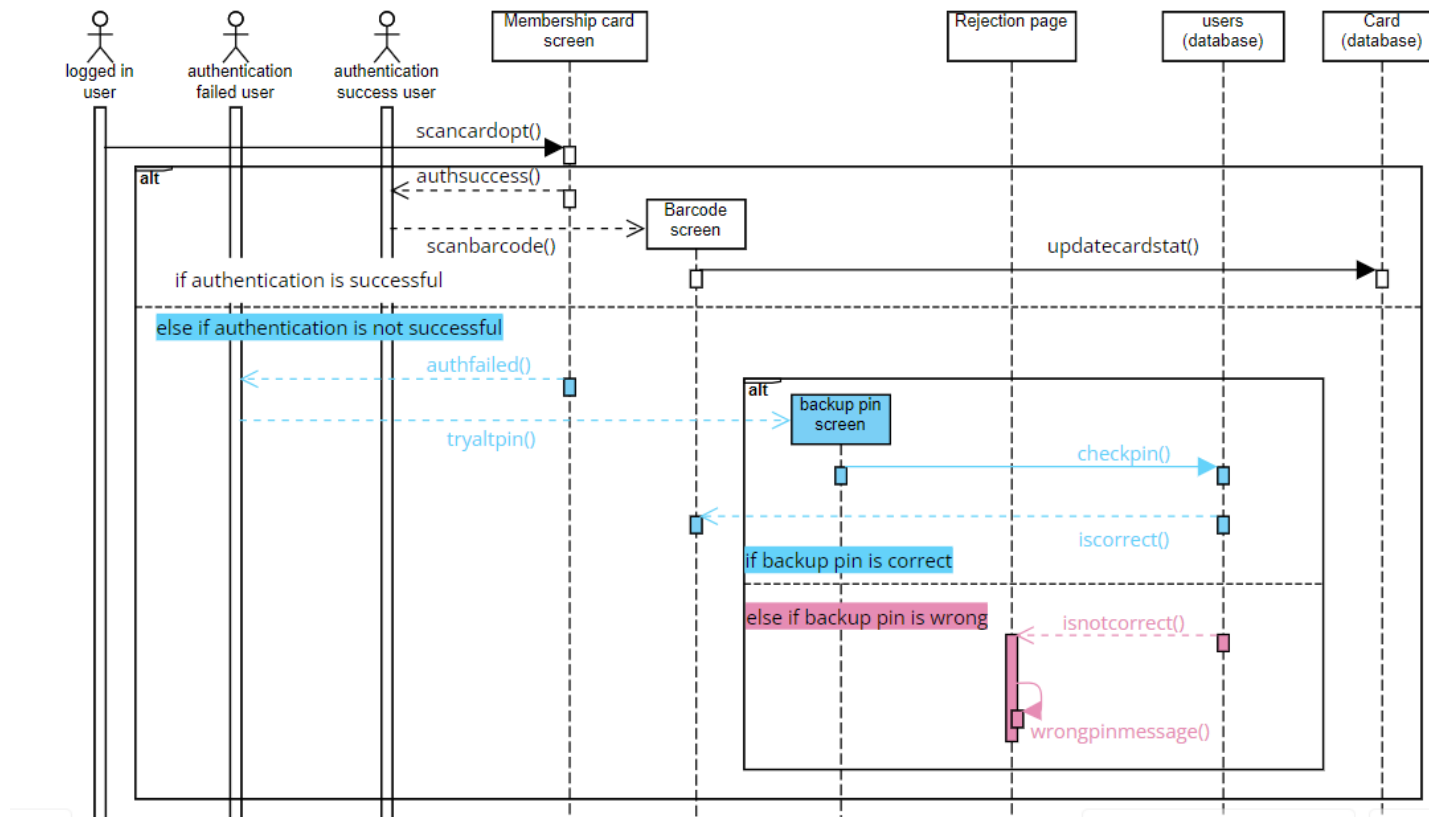 Membership card
screen
Rejection page
users
(database)
Card
(database)
logged in
user
authentication
failed user
authentication
success user
scancardopt()
alt
authsuccess()
Barcode
screen
scanbarcode()
updatecardstat()
if authentication is successful
else if authentication is not successful
authfailed()
alt
backup pin
screen
tryaltpin()
checkpin()
iscorrect()
if backup pin is correct
else if backup pin is wrong
isnotcorrect()
wrongpinmessage()